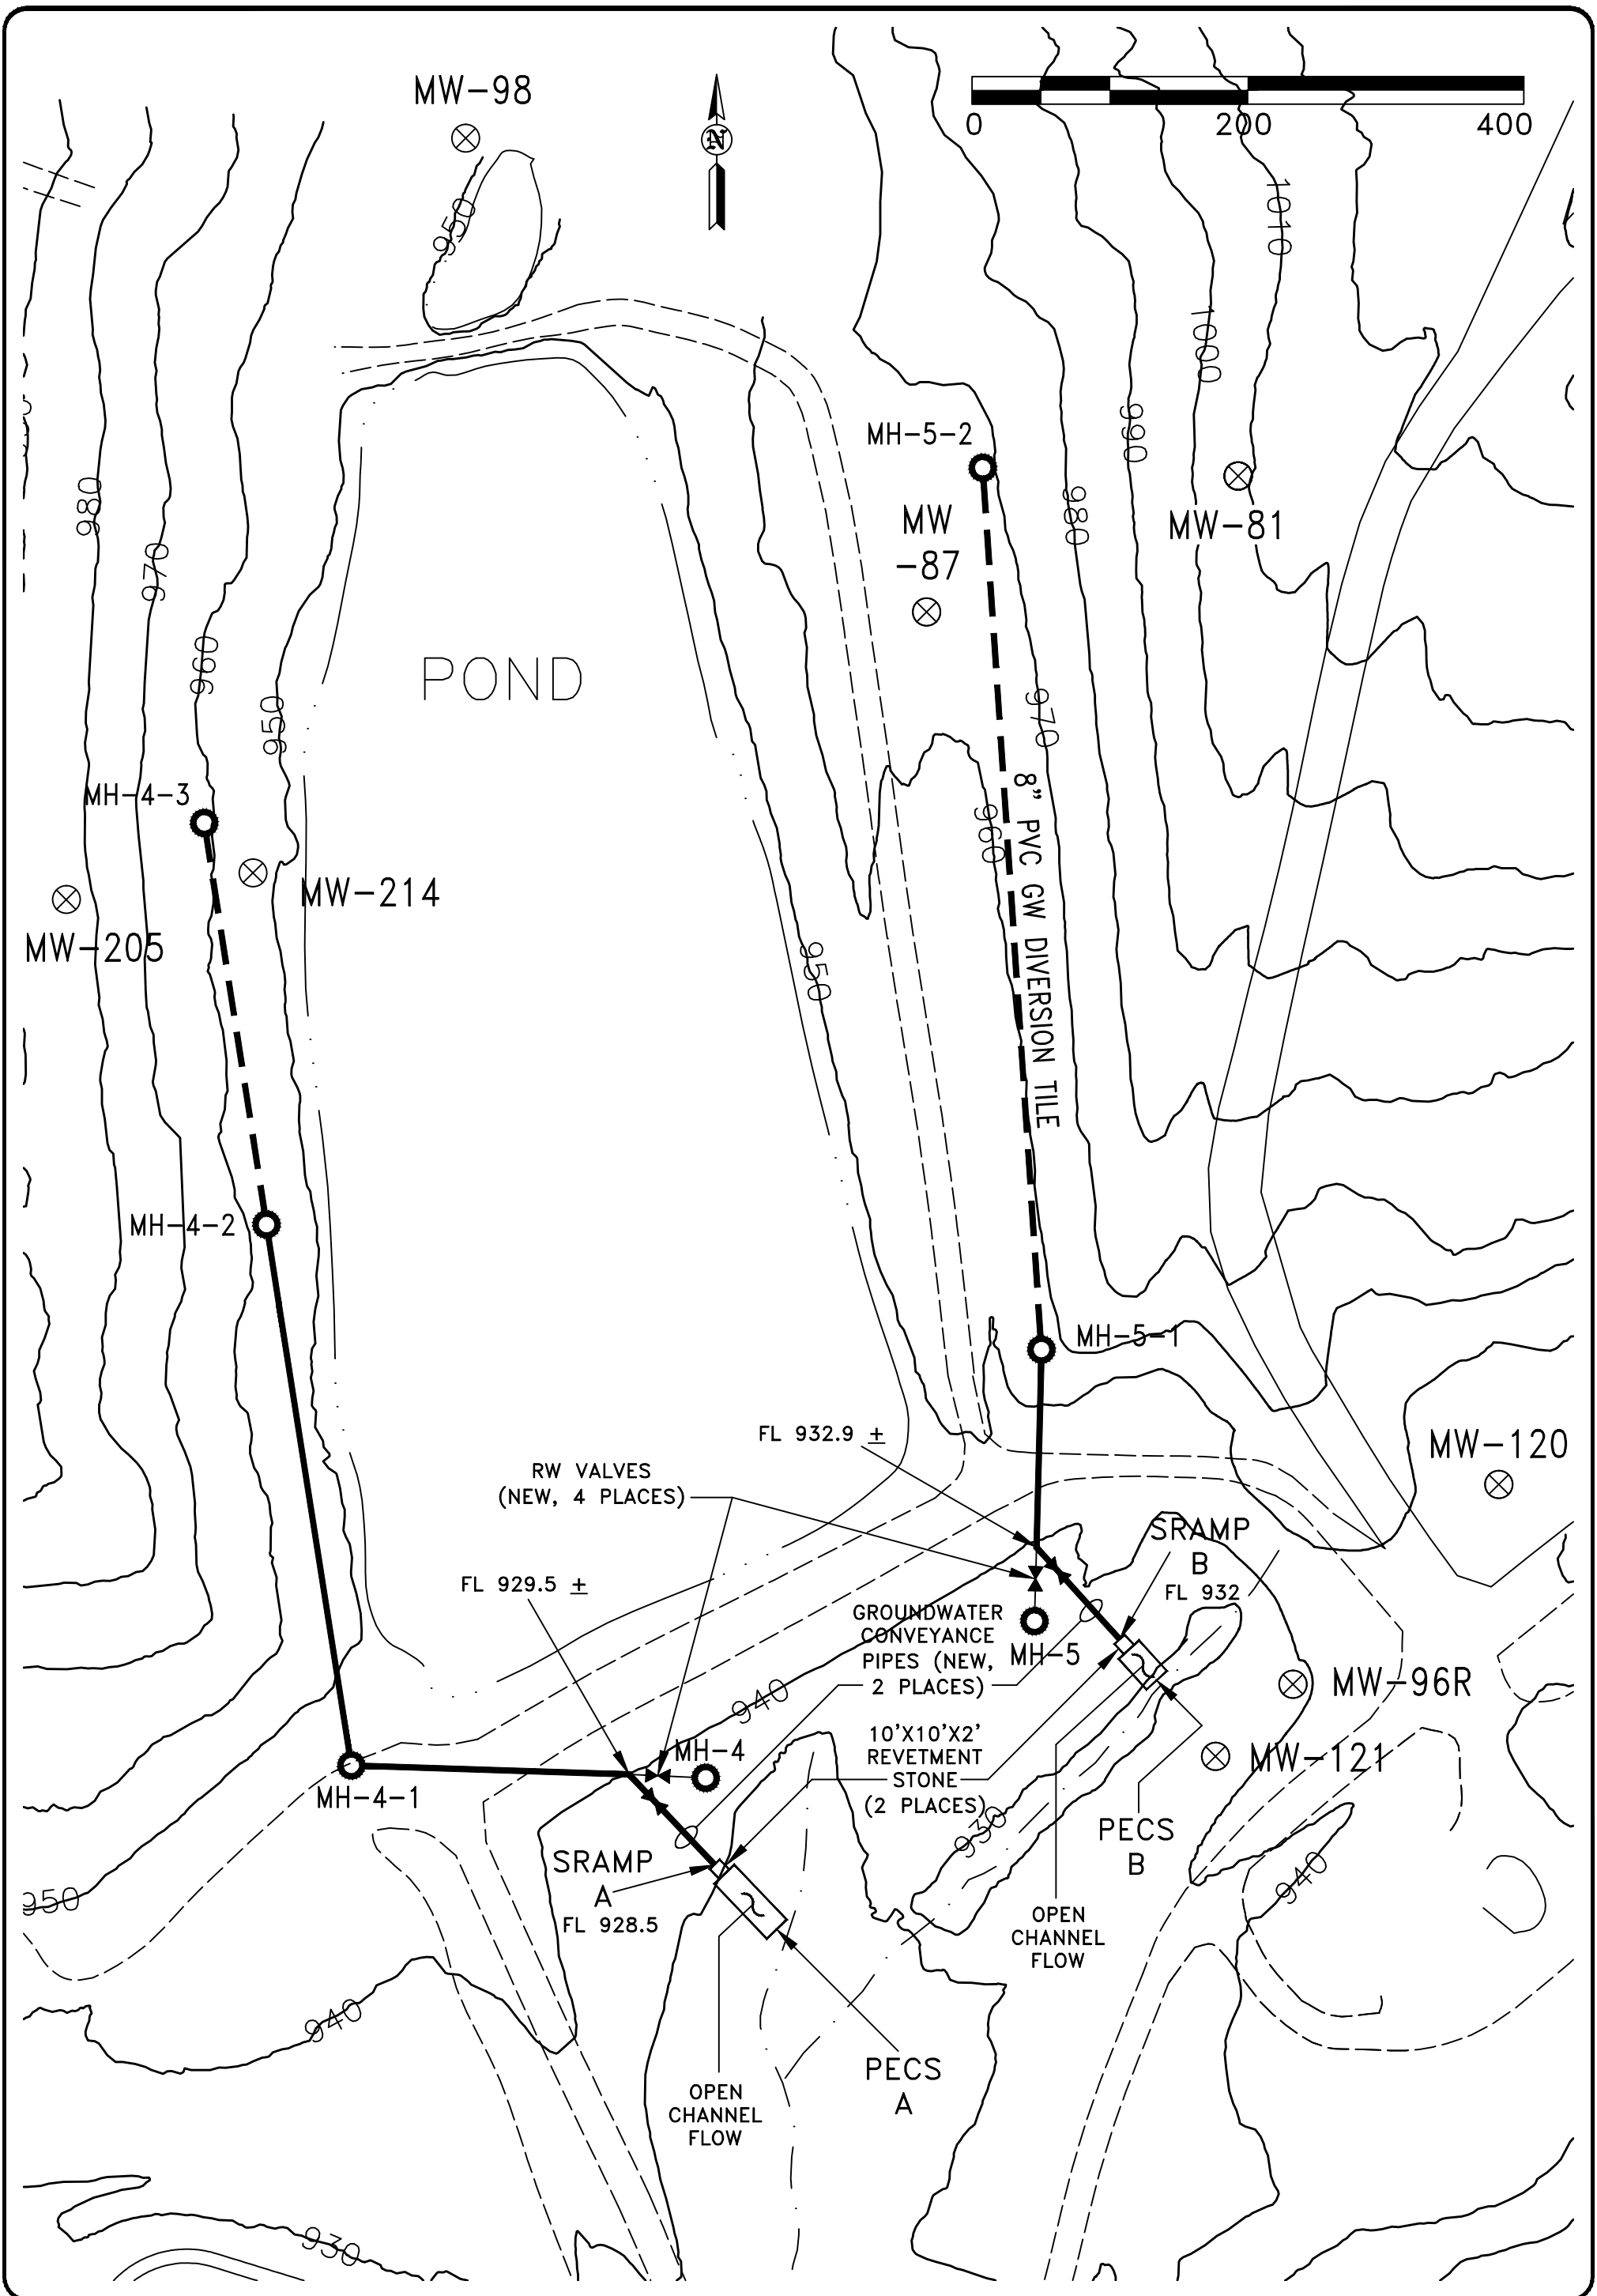 MW-98
N
0 200 400
950
1010
1000
990
980
MH-5-2
MW
-87
MW-81
980
970
960
950
POND
970
8" PVC GW DIVERSION TILE
960
MH-4-3
MW-214
MW-205
950
MH-4-2
MH-5-1
FL 932.9 ±
MW-120
RW VALVES
(NEW, 4 PLACES)
SRAMP
B
FL 932
FL 929.5 ±
GROUNDWATER
CONVEYANCE
PIPES (NEW,
2 PLACES)
MH-5
MW-96R
940
10'X10'X2'
REVETMENT
STONE
(2 PLACES)
MH-4
MW-121
MH-4-1
930
PECS
B
SRAMP
A
FL 928.5
940
950
OPEN
CHANNEL
FLOW
940
PECS
A
OPEN
CHANNEL
FLOW
930